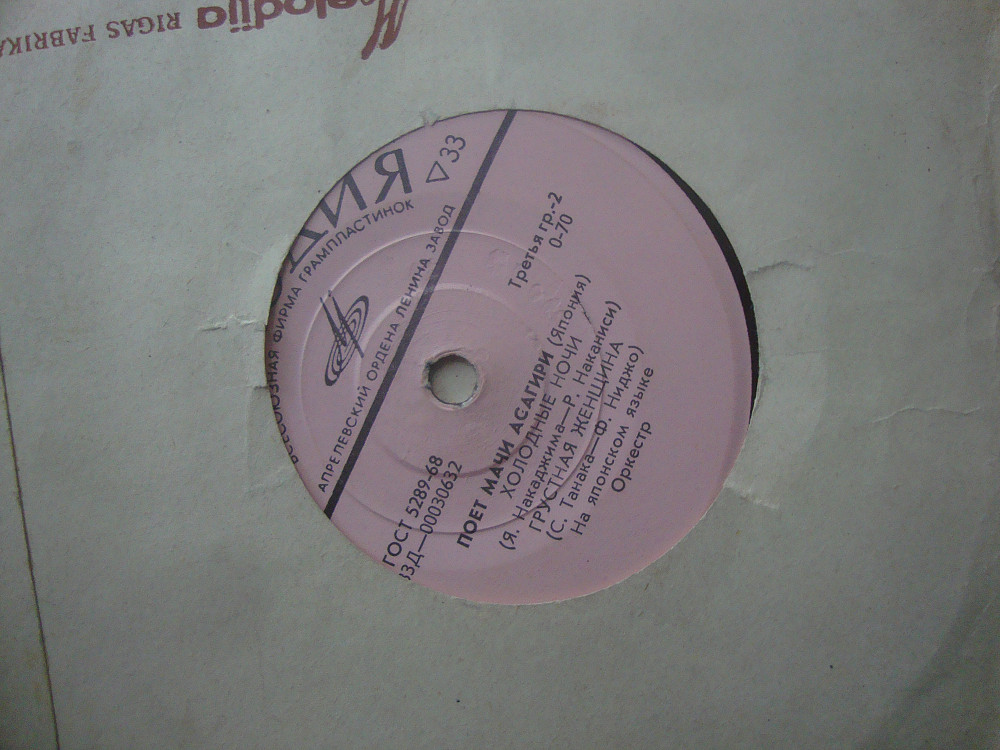 Melodija RIGAS FABRIKA
ДИЯ
▷33
ВСЕСОЮЗНАЯ ФИРМА ГРАМПЛАСТИНОК
АПРЕЛЕВСКИЙ ОРДЕНА ЛЕНИНА ЗАВОД
ГОСТ 5289-68
33Д—00030632
Третья гр.-2
0-70
ПОЕТ МАЧИ АСАГИРИ (Япония)
ХОЛОДНЫЕ НОЧИ
(Я. Накаджима—Р. Наканиси)
ГРУСТНАЯ ЖЕНЩИНА
(С. Танака—Ф. Ниджо)
На японском языке
Оркестр